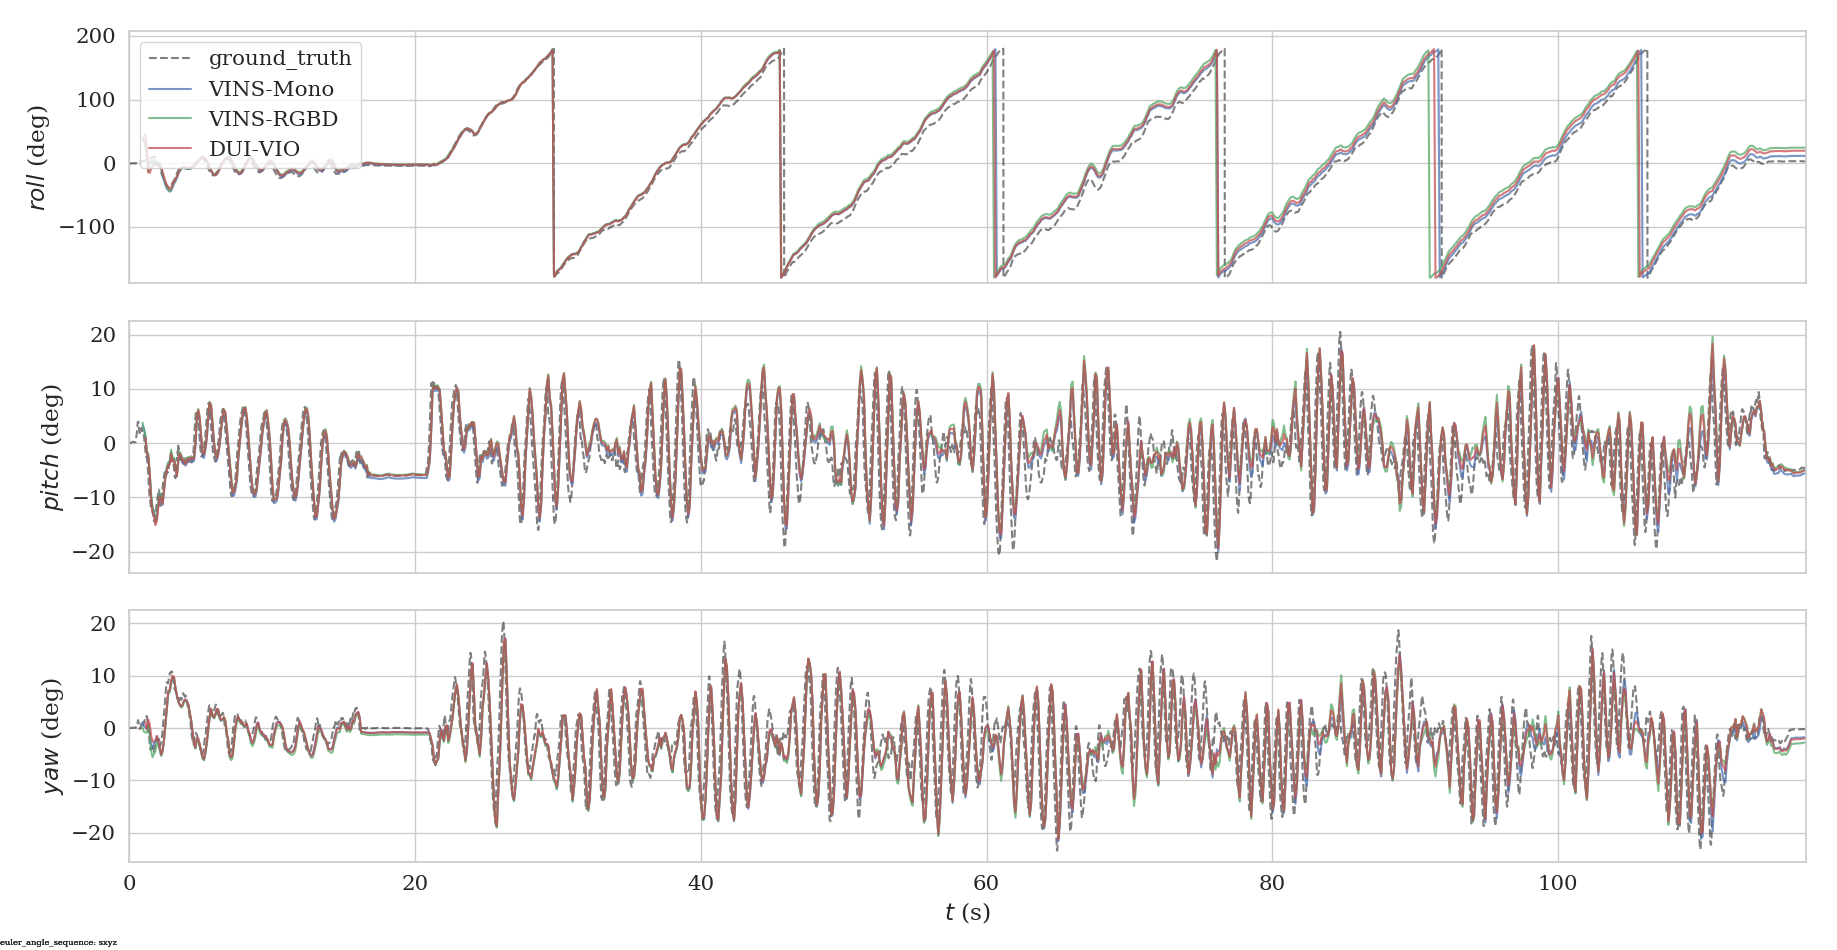 200
100
0
−100
roll (deg)
ground_truth
VINS-Mono
VINS-RGBD
DUI-VIO
20
10
0
−10
−20
pitch (deg)
20
10
0
−10
−20
yaw (deg)
0
20
40
60
80
100
t (s)
euler_angle_sequence: sxyz